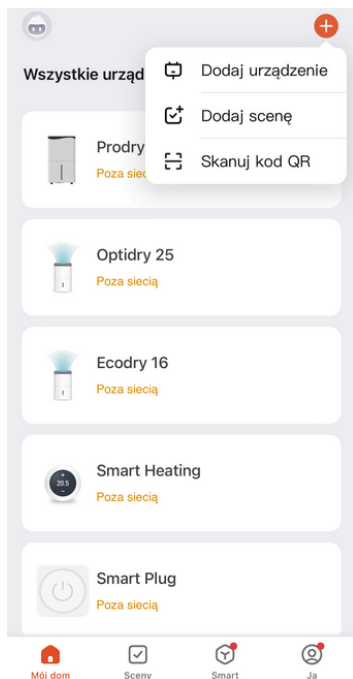 Wszystkie urząd
Dodaj urządzenie
Dodaj scenę
Skanuj kod QR
Prodry
Poza siec
Optidry 25
Poza siecią
Ecodry 16
Poza siecią
20.5
Smart Heating
Poza siecią
Smart Plug
Poza siecią
Mój dom
Sceny
Smart
Ja